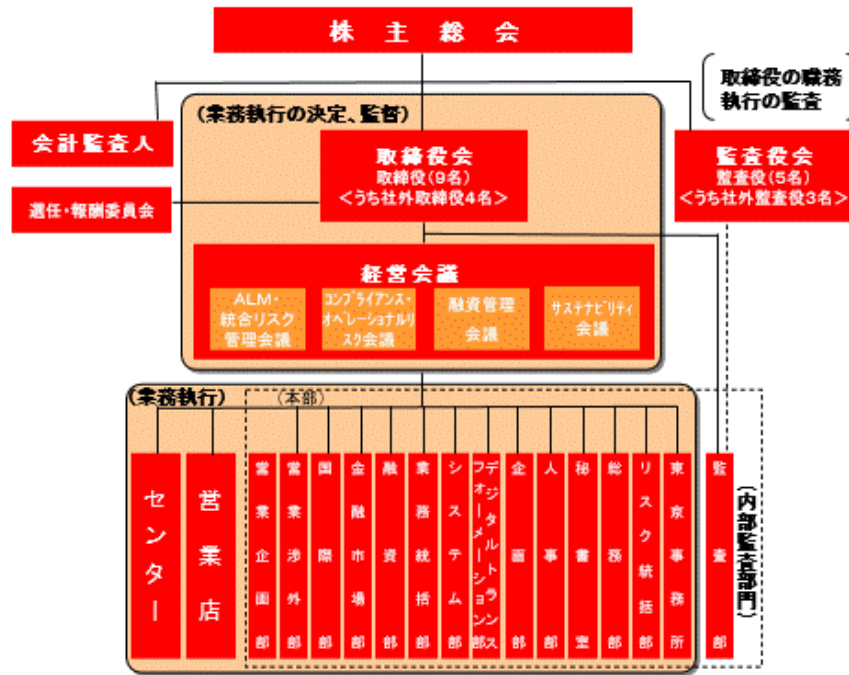 株主総会
取締役の職務
執行の監査
(業務執行の決定、監督)
会計監査人
取締役会
取締役(9名)
<うち社外取締役4名>
監査役会
監査役(5名)
<うち社外監査役3名>
選任・報酬委員会
経営会議
ALM・
統合リスク
管理会議
コンプライアンス・
オペレーショナルリ
スク会議
融資管理
会議
サステナビリティ
会議
(業務執行)
(本部)
センター
営業店
営業企画部
営業渉外部
国際部
金融市場部
融資部
業務統括部
システム部
デジタルトランス
フォーメーション部
企画部
人事部
秘書室
総務部
リスク統括部
東京事務所
監査部
(内部監査部門)